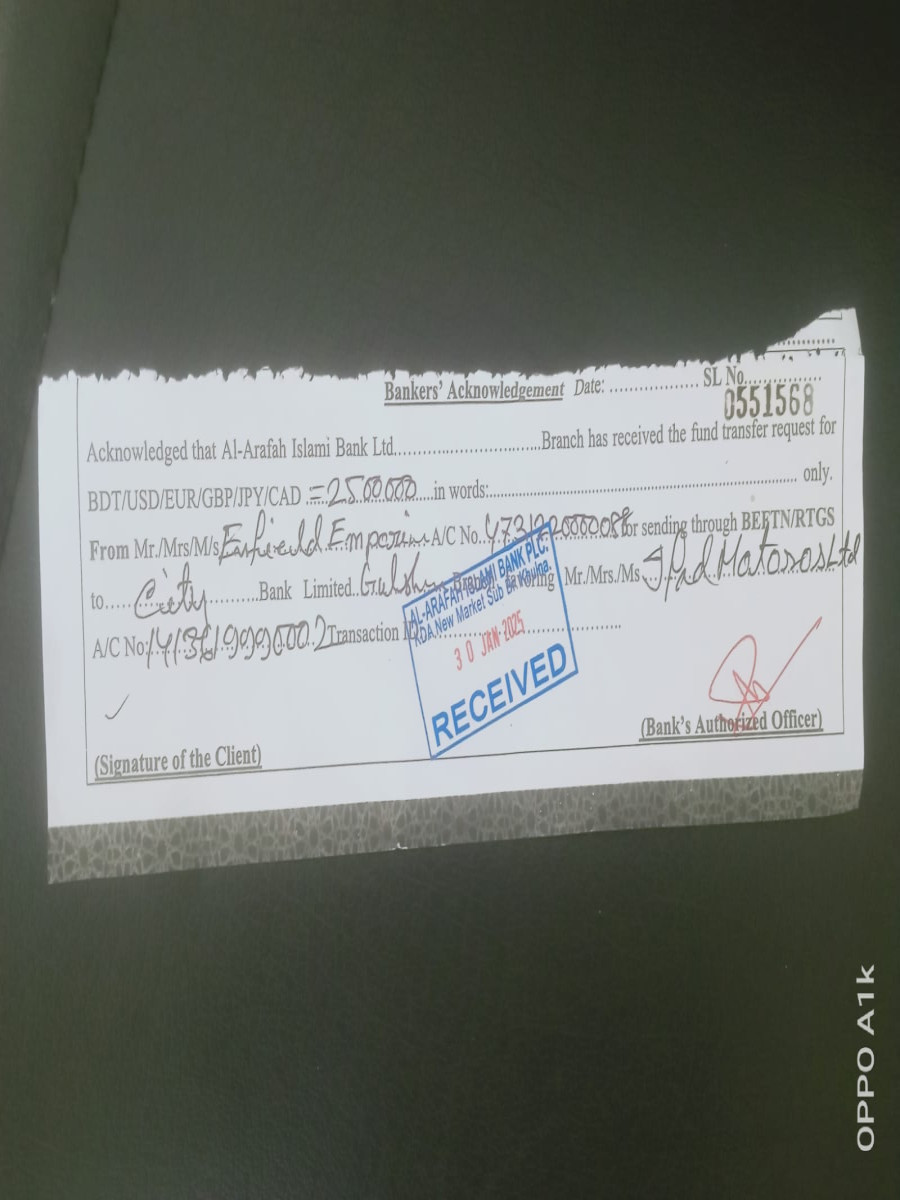 Bankers' Acknowledgement Date: .................. SL No...............
0551568
Acknowledged that Al-Arafah Islami Bank Ltd..................................Branch has received the fund transfer request for
BDT/USD/EUR/GBP/JPY/CAD .=2500000....in words:................................................................ only.
From Mr./Mrs/M/s Enfield Emporium A/C No. for sending through BEFTN/RTGS
to.....City..........Bank Limited..Gulshan Branch favoring Mr./Mrs./Ms Motors Ltd
A/C No: Transaction ID.......................................
AL-ARAFAH ISLAMI BANK PLC.
KDA New Market Sub Br Khulna.
30 JAN 2025
RECEIVED
(Signature of the Client)
(Bank's Authorized Officer)
OPPO A1k